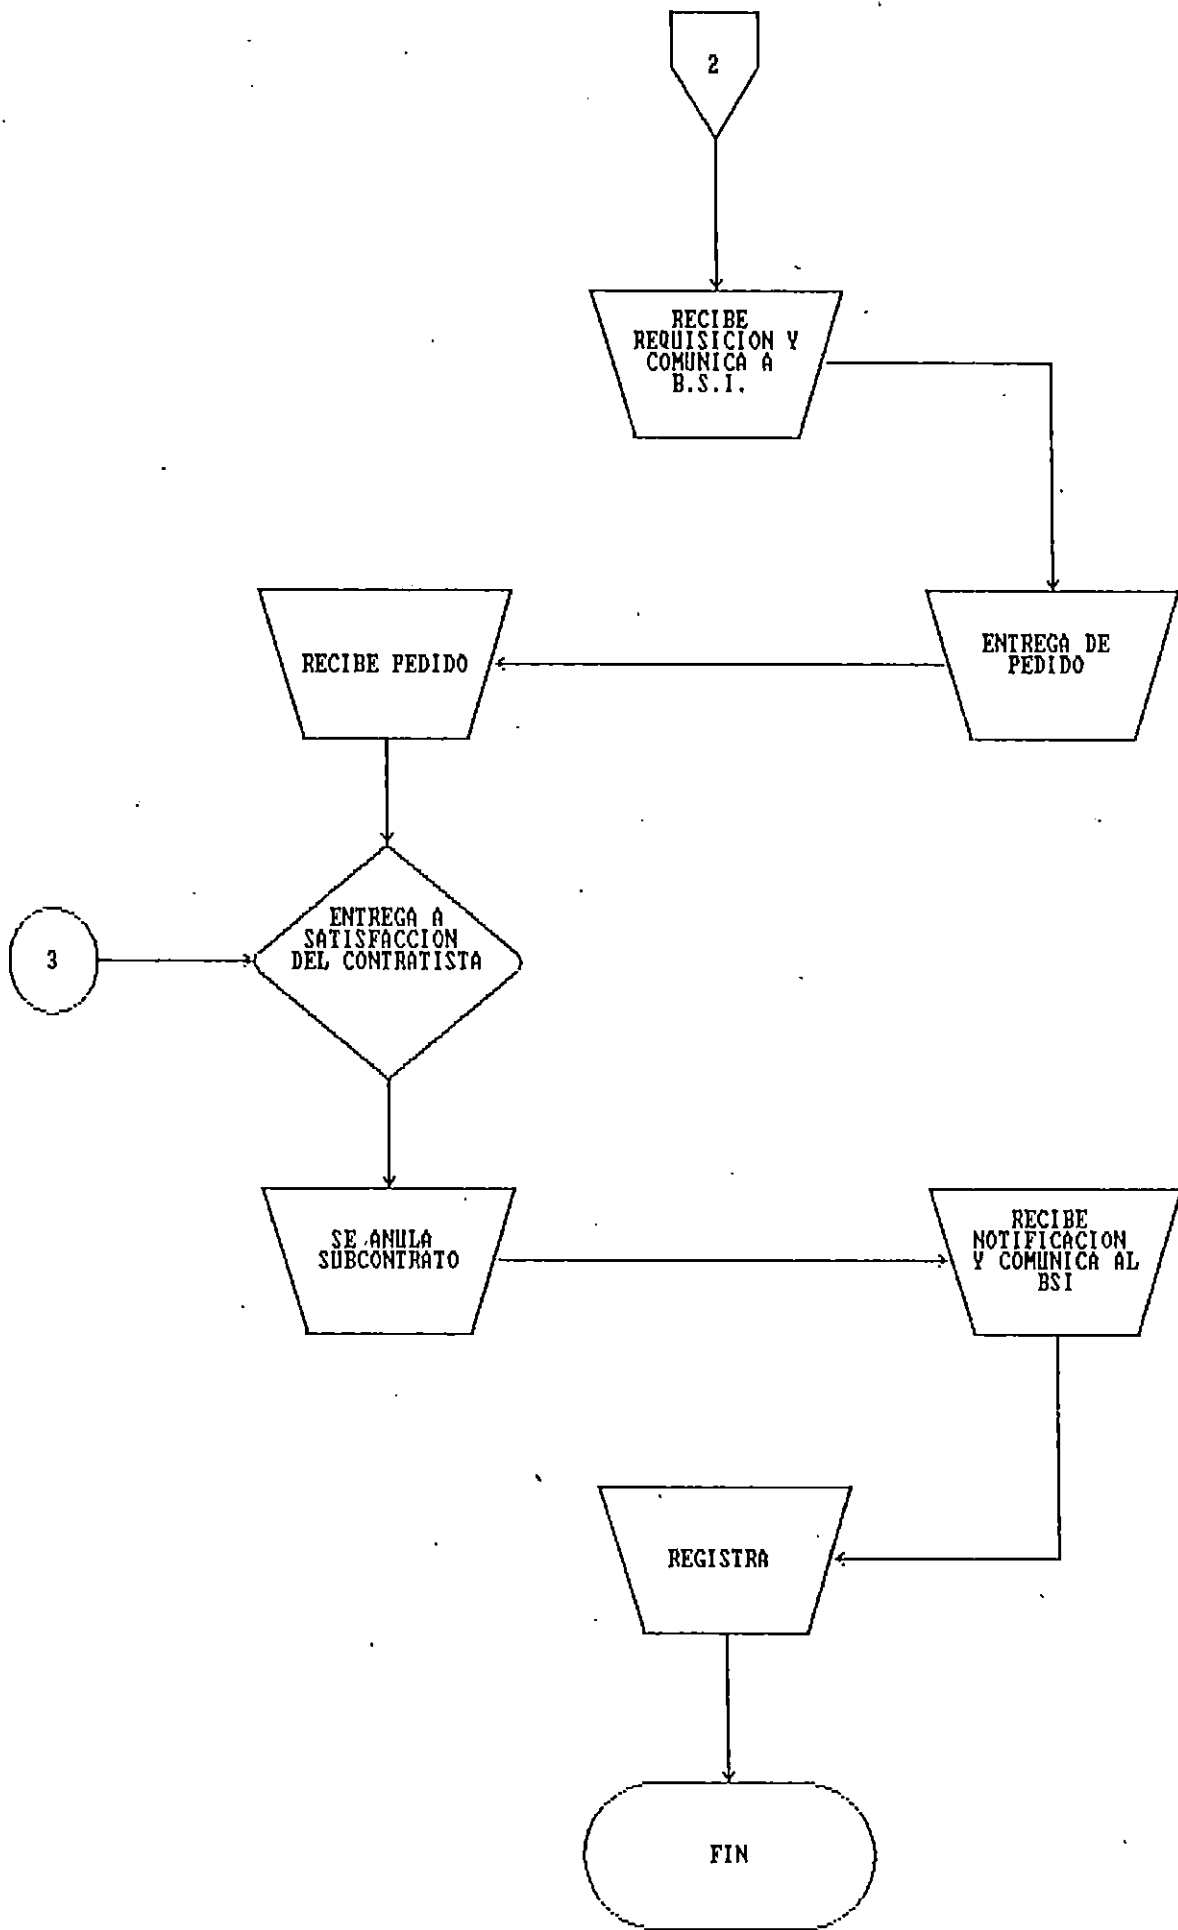 2
RECIBE
REQUISICION Y
COMUNICA A
B.S.I.
RECIBE PEDIDO
ENTREGA DE
PEDIDO
ENTREGA A
SATISFACCION
DEL CONTRATISTA
3
SE ANULA
SUBCONTRATO
RECIBE
NOTIFICACION
Y COMUNICA AL
BSI
REGISTRA
FIN